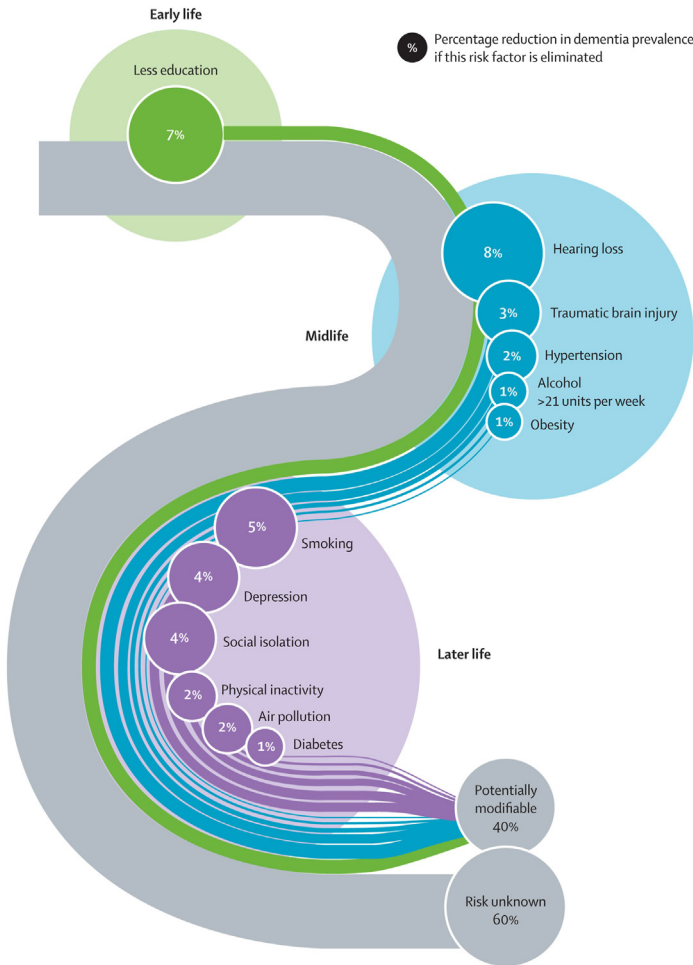 Early life
% Percentage reduction in dementia prevalence
if this risk factor is eliminated
Less education
7%
8%
Hearing loss
3%
Traumatic brain injury
Midlife
2%
Hypertension
1%
Alcohol
>21 units per week
1%
Obesity
5%
Smoking
4%
Depression
4%
Social isolation
Later life
2%
Physical inactivity
2%
Air pollution
1%
Diabetes
Potentially
modifiable
40%
Risk unknown
60%